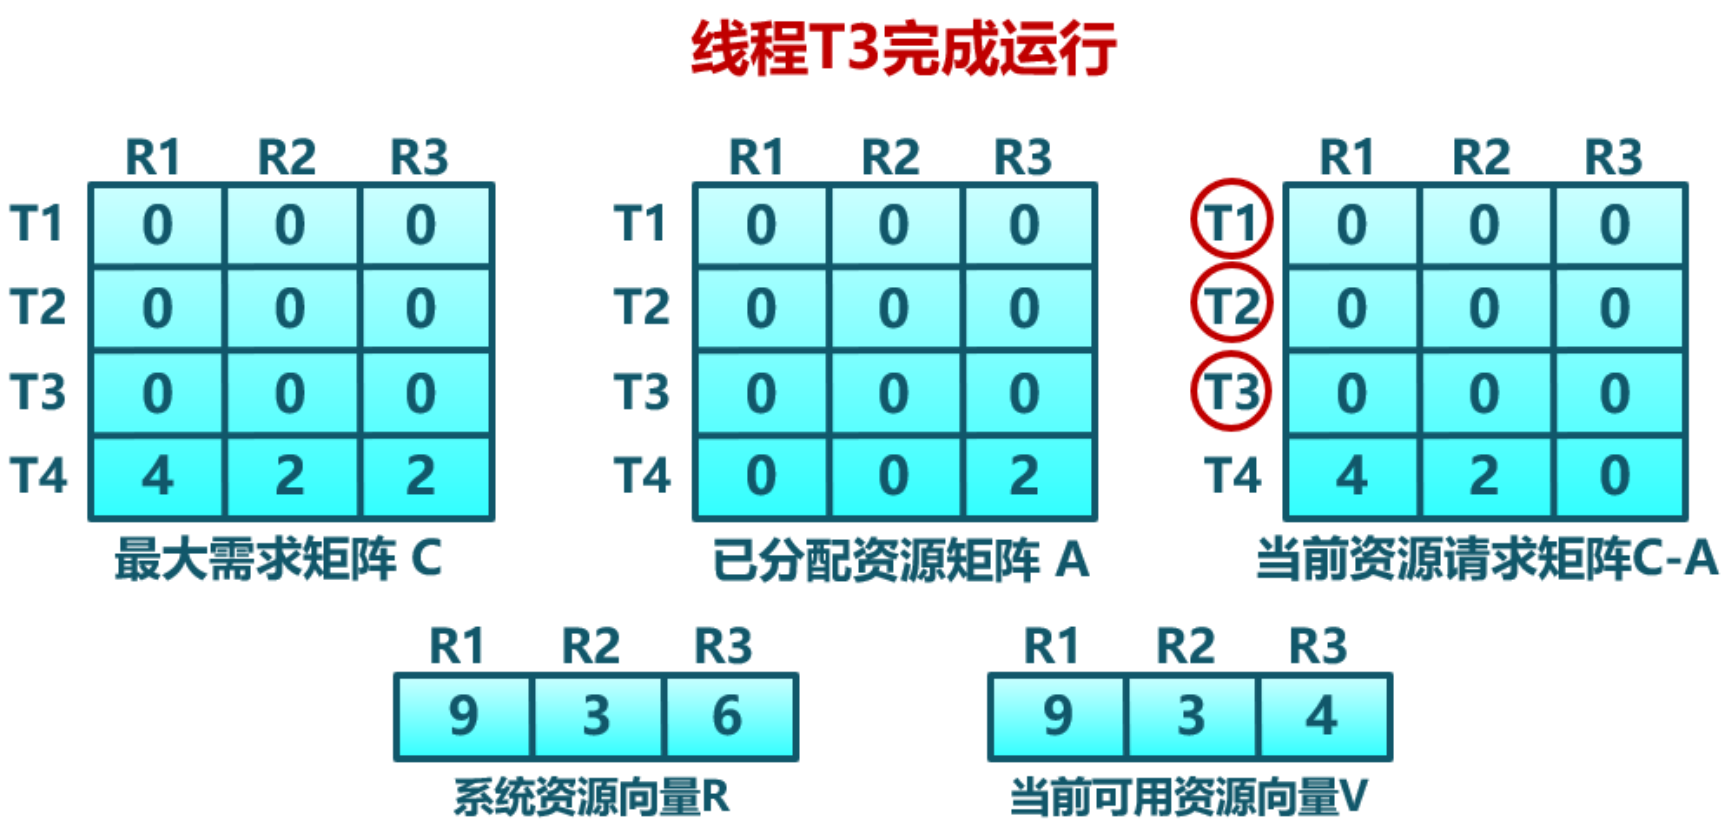 线程T3完成运行
R1 R2 R3 R1 R2 R3 R1 R2 R3
T1 0 0 0 T1 0 0 0 T1 0 0 0
T2 0 0 0 T2 0 0 0 T2 0 0 0
T3 0 0 0 T3 0 0 0 T3 0 0 0
T4 4 2 2 T4 0 0 2 T4 4 2 0
最大需求矩阵 C 已分配资源矩阵 A 当前资源请求矩阵C-A
R1 R2 R3 R1 R2 R3
9 3 6 9 3 4
系统资源向量R 当前可用资源向量V